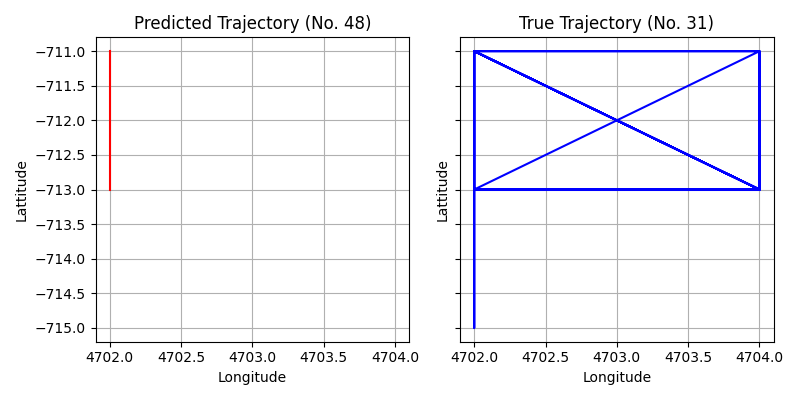 Predicted Trajectory (No. 48)
−711.0
−711.5
−712.0
−712.5
−713.0
−713.5
−714.0
−714.5
−715.0
Lattitude
4702.0 4702.5 4703.0 4703.5 4704.0
Longitude
True Trajectory (No. 31)
Lattitude
4702.0 4702.5 4703.0 4703.5 4704.0
Longitude